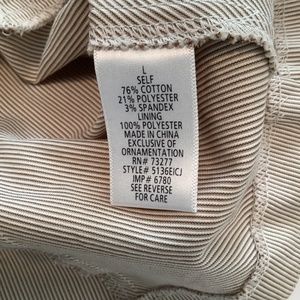 L
SELF
76% COTTON
21% POLYESTER
3% SPANDEX
LINING
100% POLYESTER
MADE IN CHINA
EXCLUSIVE OF
ORNAMENTATION
RN# 73277
STYLE# 5136EICJ
IMP# 6780
SEE REVERSE
FOR CARE